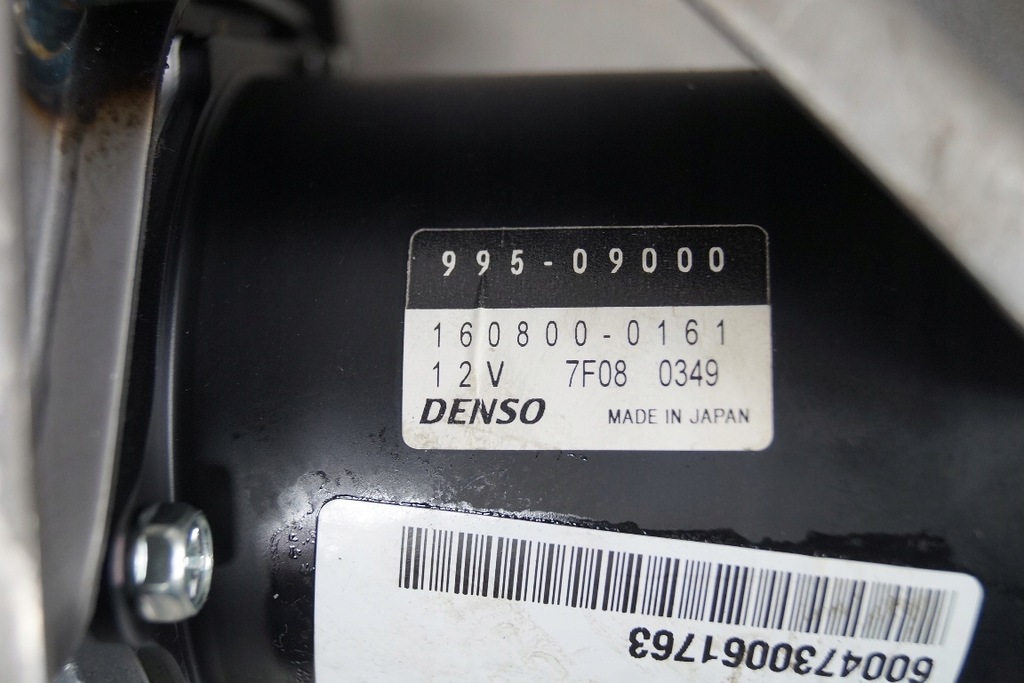 995-09000
160800-0161
12V 7F08 0349
DENSO MADE IN JAPAN
6004730061763